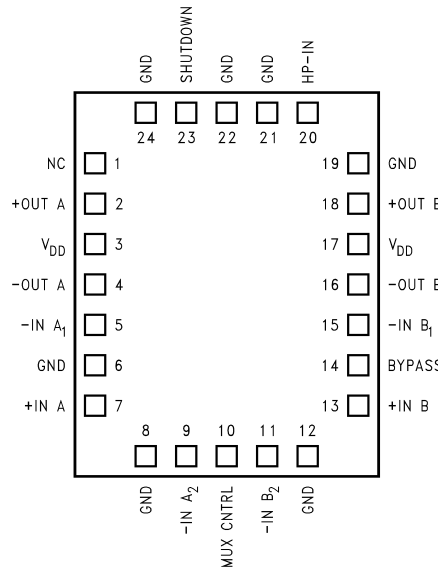 GND
SHUTDOWN
GND
GND
HP-IN
24 23 22 21 20
NC 1
19 GND
+OUT A 2
18 +OUT B
VDD 3
17 VDD
-OUT A 4
16 -OUT B
-IN A1 5
15 -IN B1
GND 6
14 BYPASS
+IN A 7
13 +IN B
8 9 10 11 12
GND
-IN A2
MUX CNTRL
-IN B2
GND